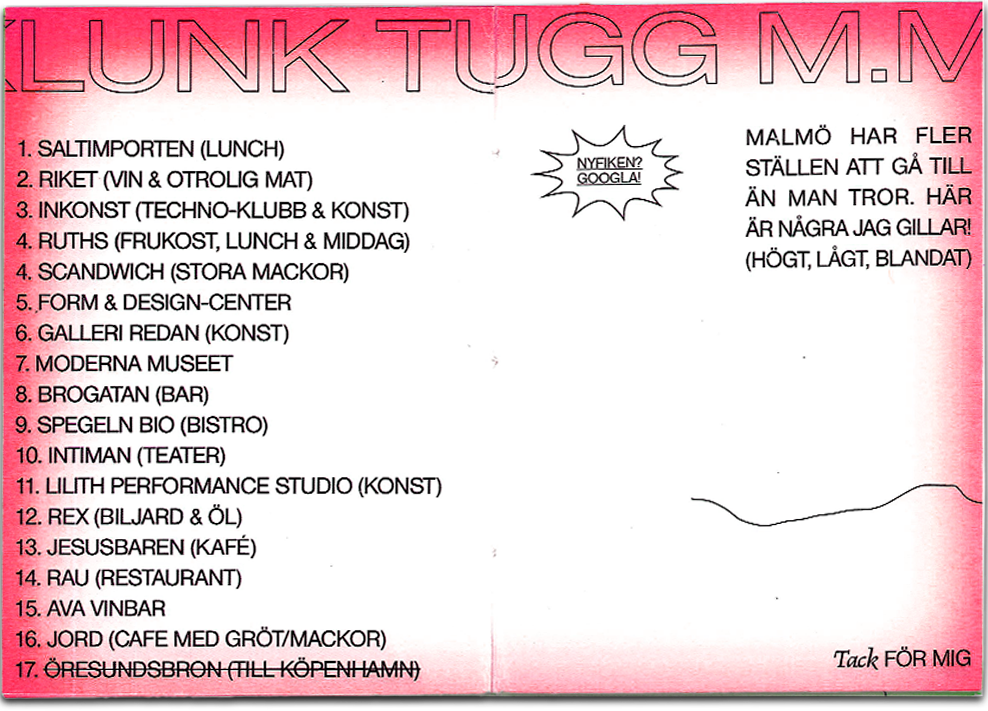 KLUNK TUGG M.M
1. SALTIMPORTEN (LUNCH)
2. RIKET (VIN & OTROLIG MAT)
3. INKONST (TECHNO-KLUBB & KONST)
4. RUTHS (FRUKOST, LUNCH & MIDDAG)
4. SCANDWICH (STORA MACKOR)
5. FORM & DESIGN-CENTER
6. GALLERI REDAN (KONST)
7. MODERNA MUSEET
8. BROGATAN (BAR)
9. SPEGELN BIO (BISTRO)
10. INTIMAN (TEATER)
11. LILITH PERFORMANCE STUDIO (KONST)
12. REX (BILJARD & ÖL)
13. JESUSBAREN (KAFÉ)
14. RAU (RESTAURANT)
15. AVA VINBAR
16. JORD (CAFE MED GRÖT/MACKOR)
17. ÖRESUNDSBRON (TILL KÖPENHAMN)
NYFIKEN?
GOOGLA!
MALMÖ HAR FLER
STÄLLEN ATT GÅ TILL
ÄN MAN TROR. HÄR
ÄR NÅGRA JAG GILLAR!
(HÖGT, LÅGT, BLANDAT)
Tack FÖR MIG